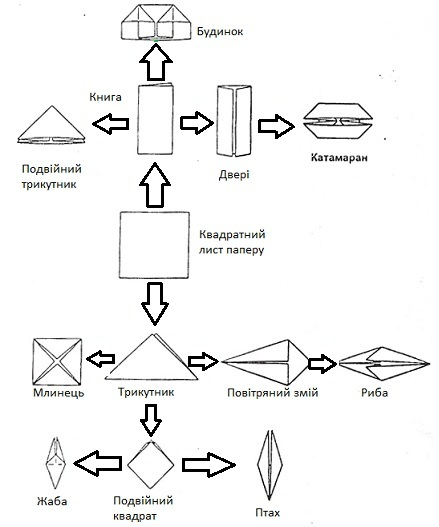 Будинок
Книга
Подвійний
трикутник
Двері
Катамаран
Квадратний
лист паперу
Млинець
Трикутник
Повітряний змій
Риба
Жаба
Подвійний
квадрат
Птах